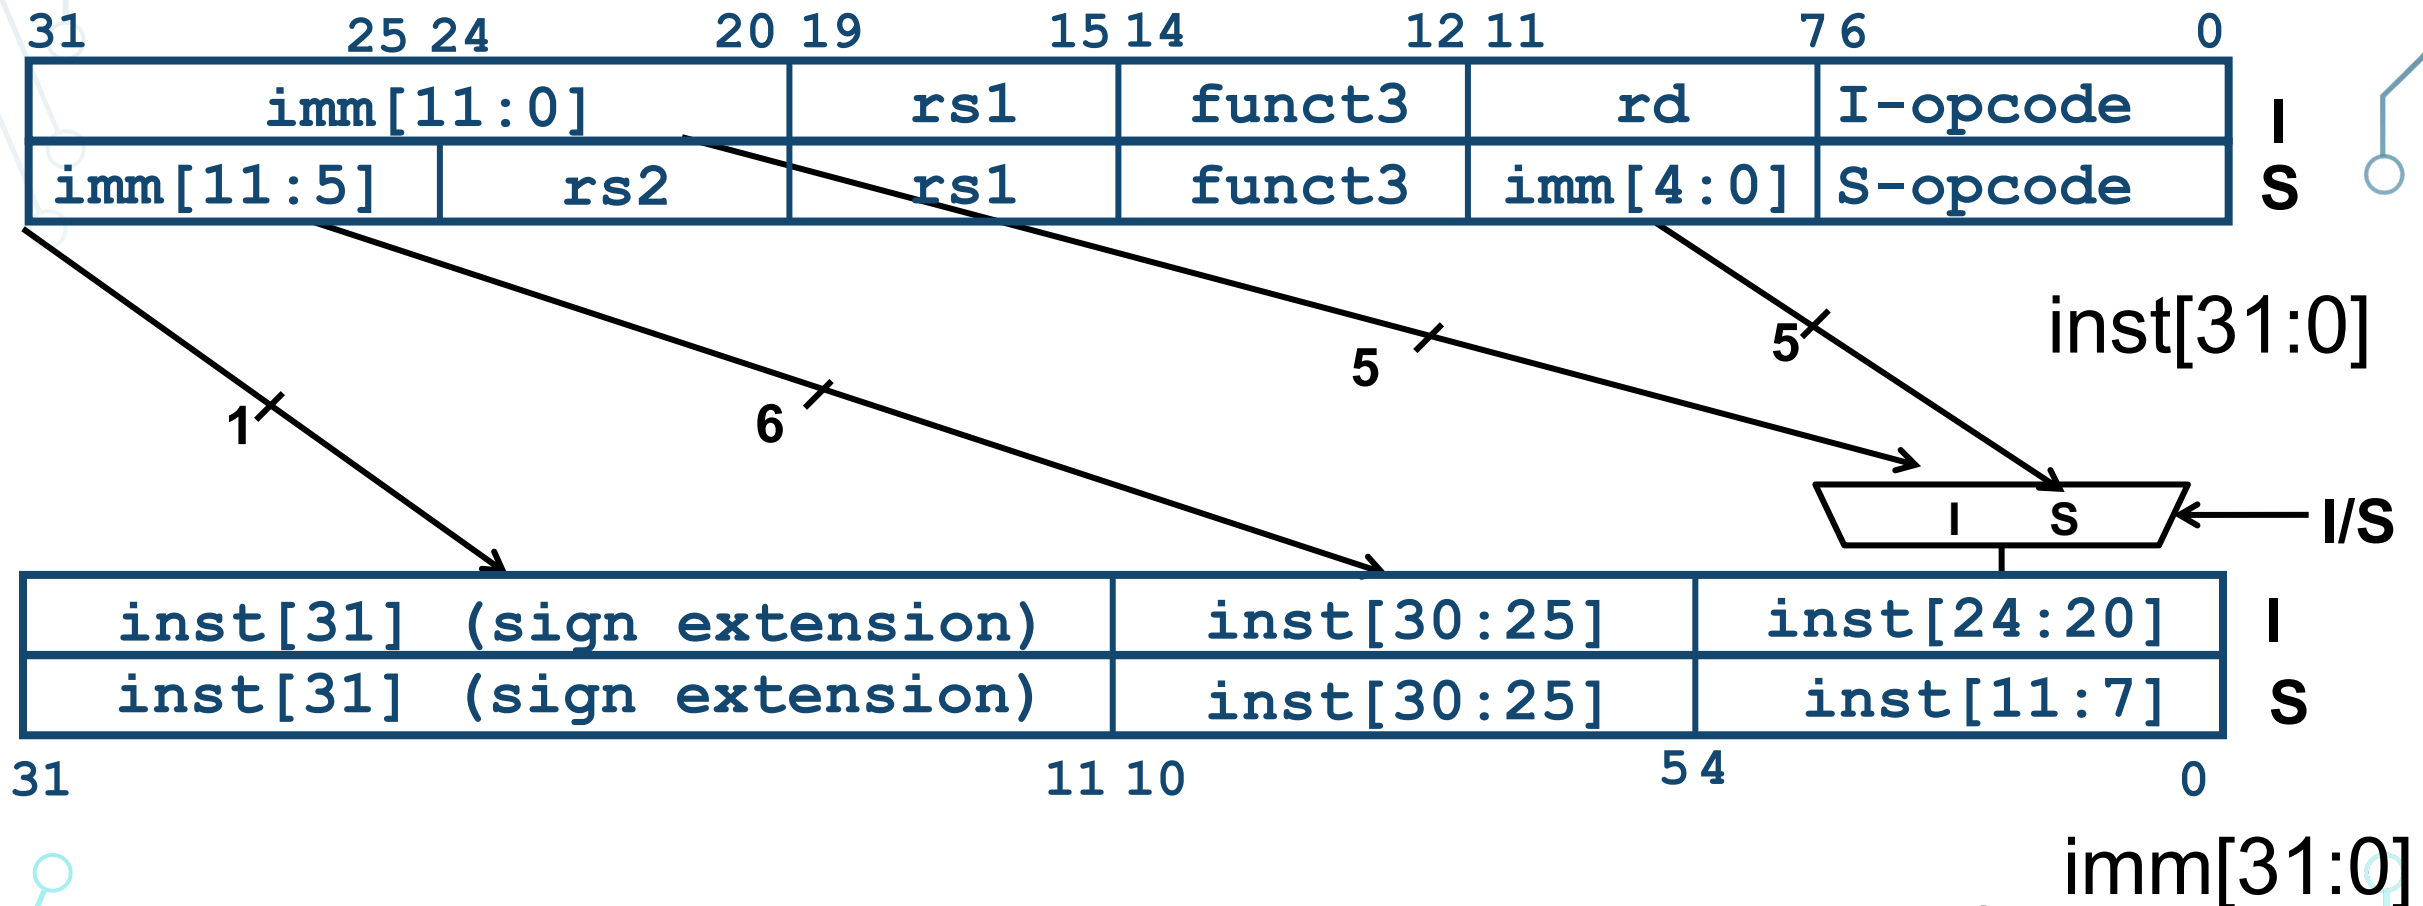 31 25 24 20 19 15 14 12 11 7 6 0
imm[11:0] rs1 funct3 rd I-opcode I
imm[11:5] rs2 rs1 funct3 imm[4:0] S-opcode S
inst[31:0]
1 6 5 5
I S I/S
inst[31] (sign extension) inst[30:25] inst[24:20] I
inst[31] (sign extension) inst[30:25] inst[11:7] S
31 11 10 5 4 0
imm[31:0]